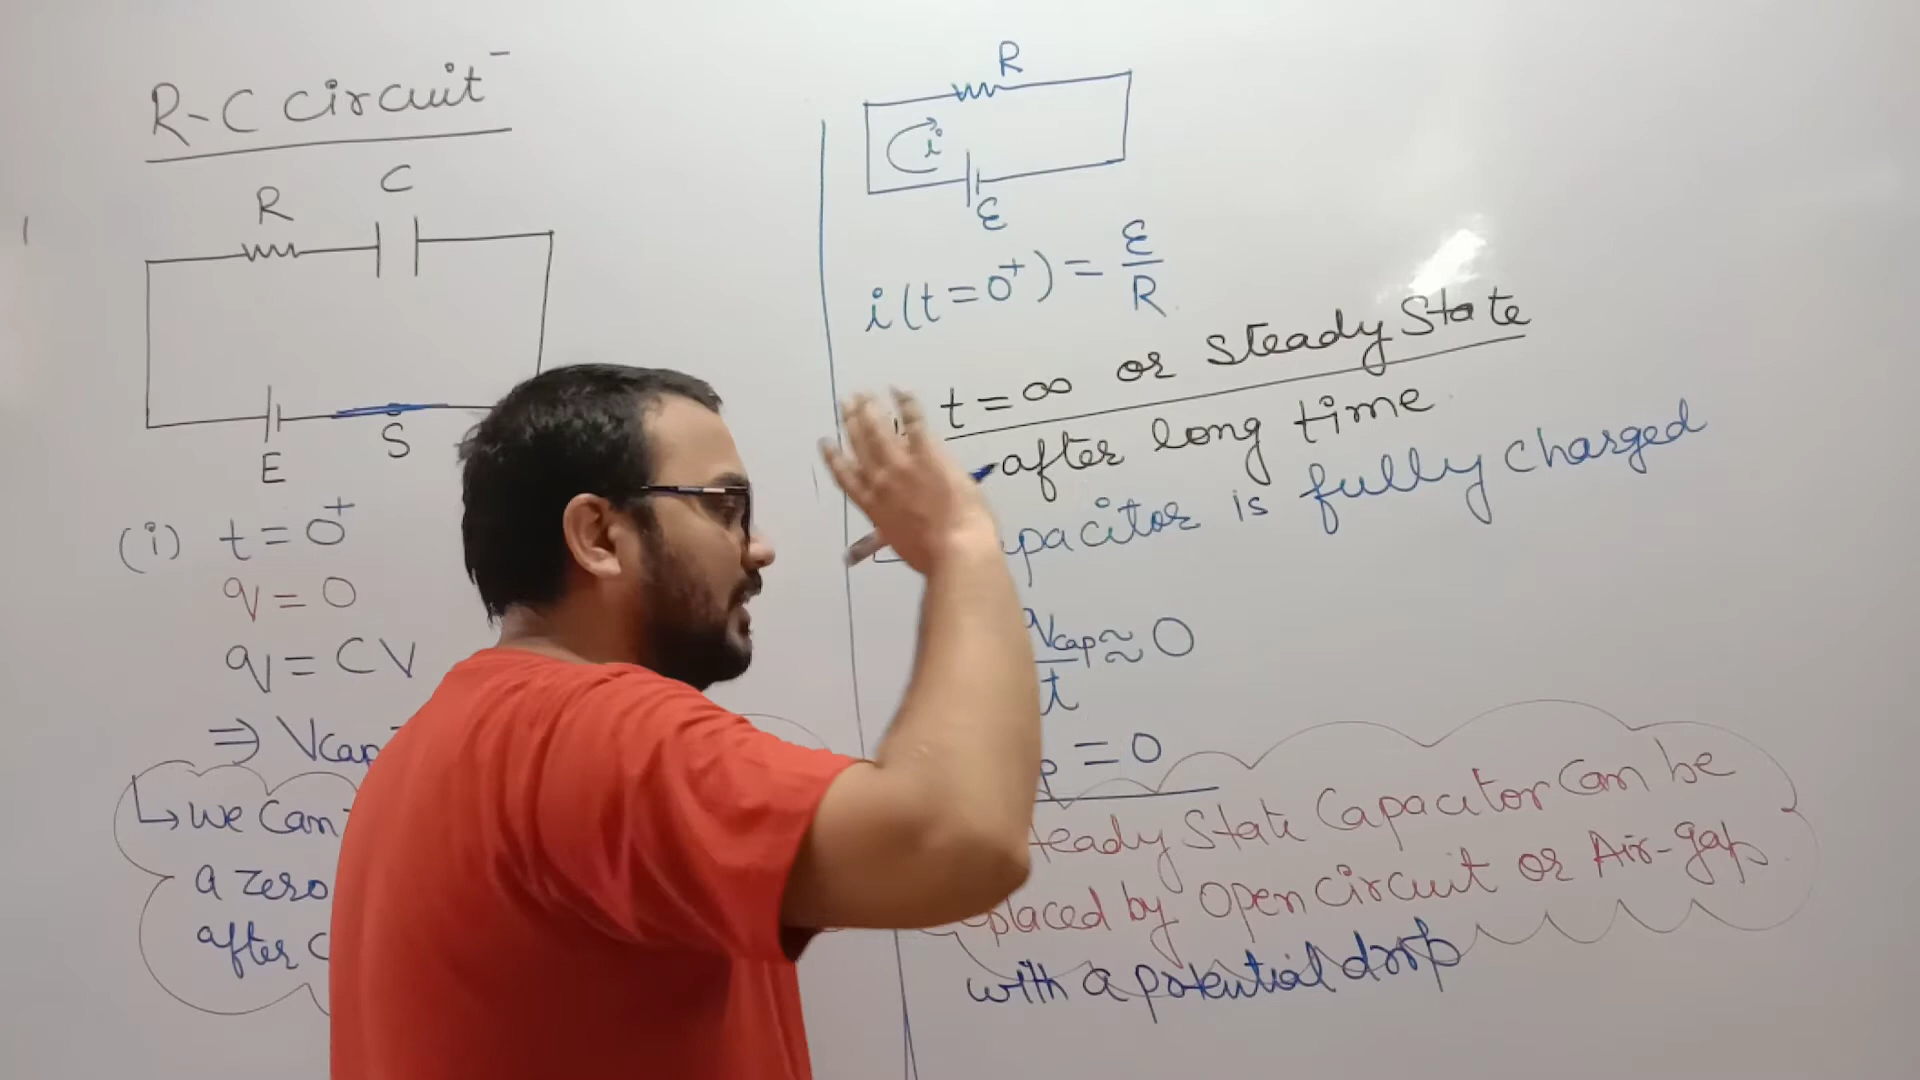 R-C circuit
R
C
E
S
(i) t = 0⁺
q = 0
q = CV
⇒ Vcap
↳ we can
a zero
after
R
i
ε
i(t=0⁺) = ε/R
t = ∞ or Steady State
after long time
pacitor is fully charged
qcap/t ≈ 0
= 0
teady State Capacitor can be
placed by open circuit or Air-gap
with a potential drop